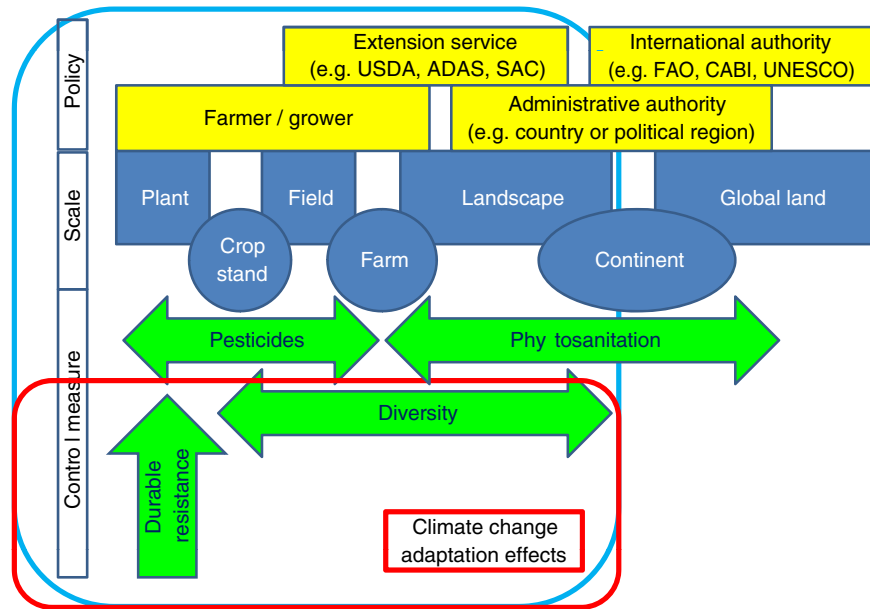 Policy
Extension service
(e.g. USDA, ADAS, SAC)
International authority
(e.g. FAO, CABI, UNESCO)
Farmer / grower
Administrative authority
(e.g. country or political region)
Scale
Plant
Field
Landscape
Global land
Crop
stand
Farm
Continent
Contro l measure
Pesticides
Phy tosanitation
Diversity
Durable
resistance
Climate change
adaptation effects